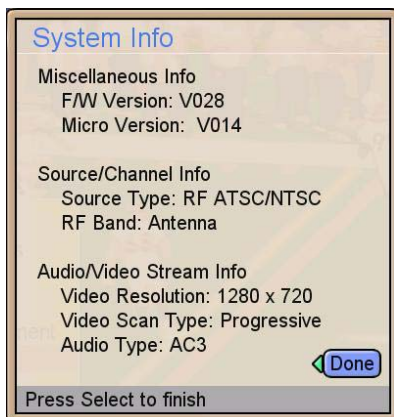 System Info
Miscellaneous Info
F/W Version: V028
Micro Version: V014
Source/Channel Info
Source Type: RF ATSC/NTSC
RF Band: Antenna
Audio/Video Stream Info
Video Resolution: 1280 x 720
Video Scan Type: Progressive
Audio Type: AC3
Done
Press Select to finish